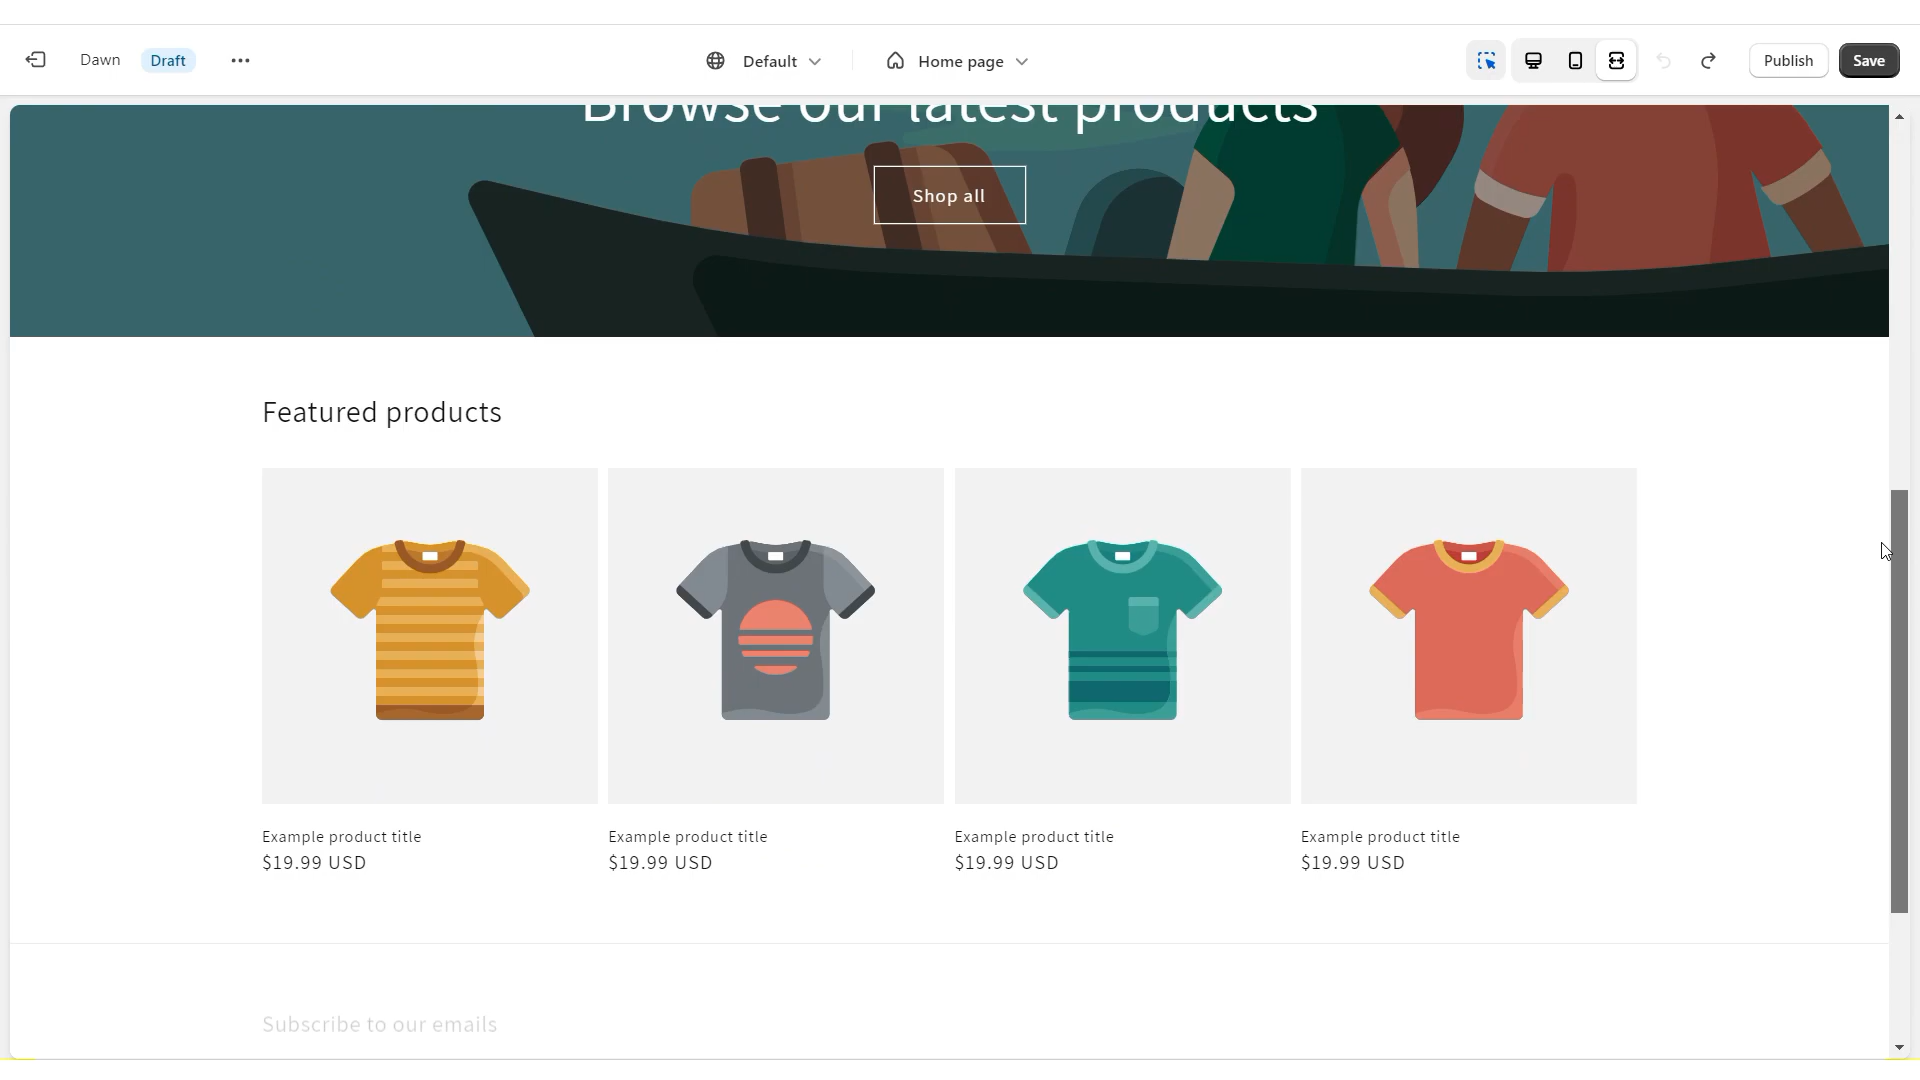 Dawn Draft Default Home page Publish Save
Browse our latest products
Shop all
Featured products
Example product title Example product title Example product title Example product title
$19.99 USD $19.99 USD $19.99 USD $19.99 USD
Subscribe to our emails